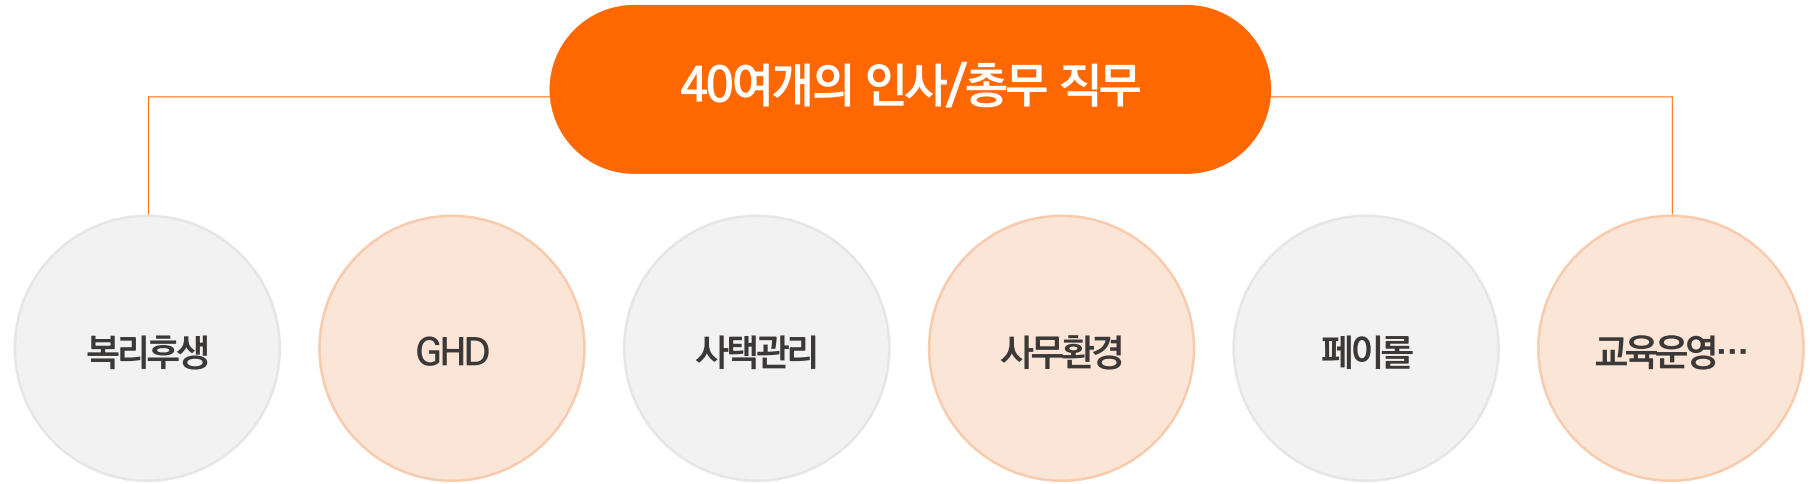 40여개의 인사/총무 직무
복리후생
GHD
사택관리
사무환경
페이롤
교육운영…